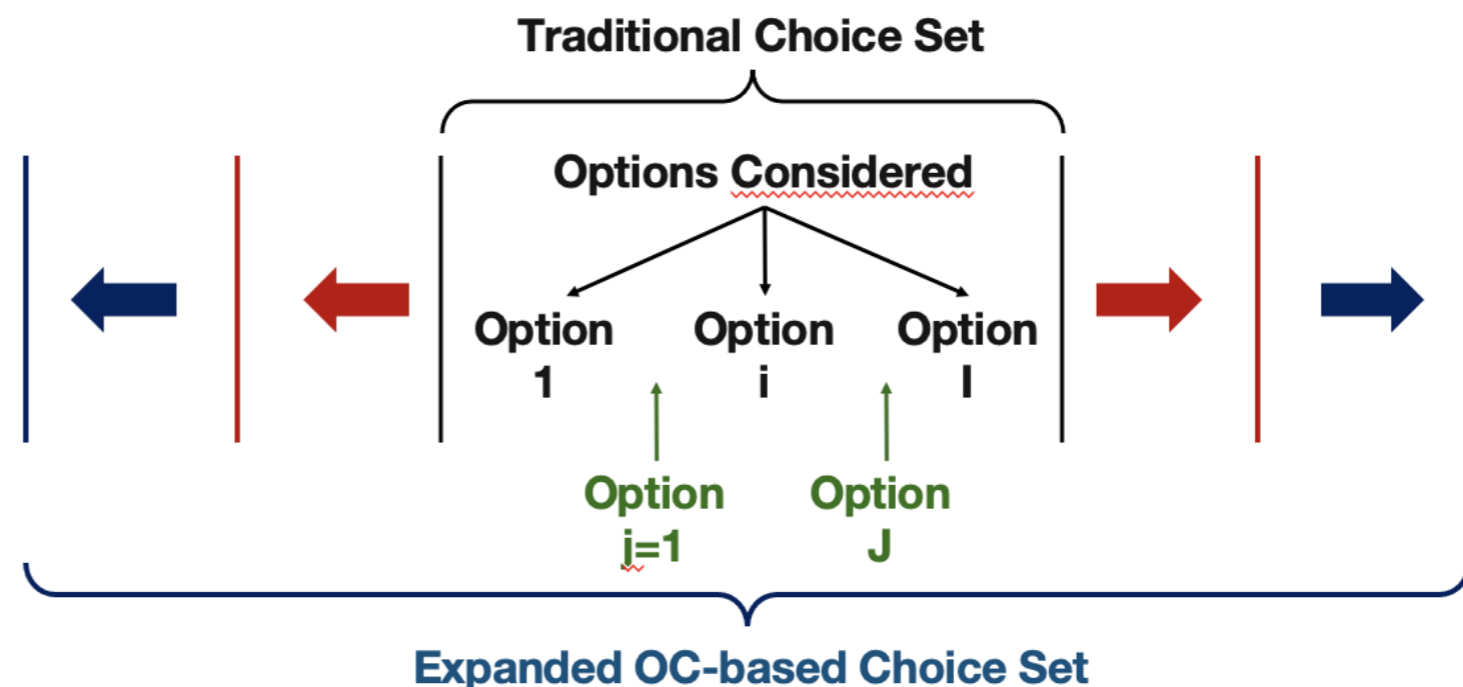 Traditional Choice Set
Options Considered
Option Option Option
1 i I
Option Option
j=1 J
Expanded OC-based Choice Set